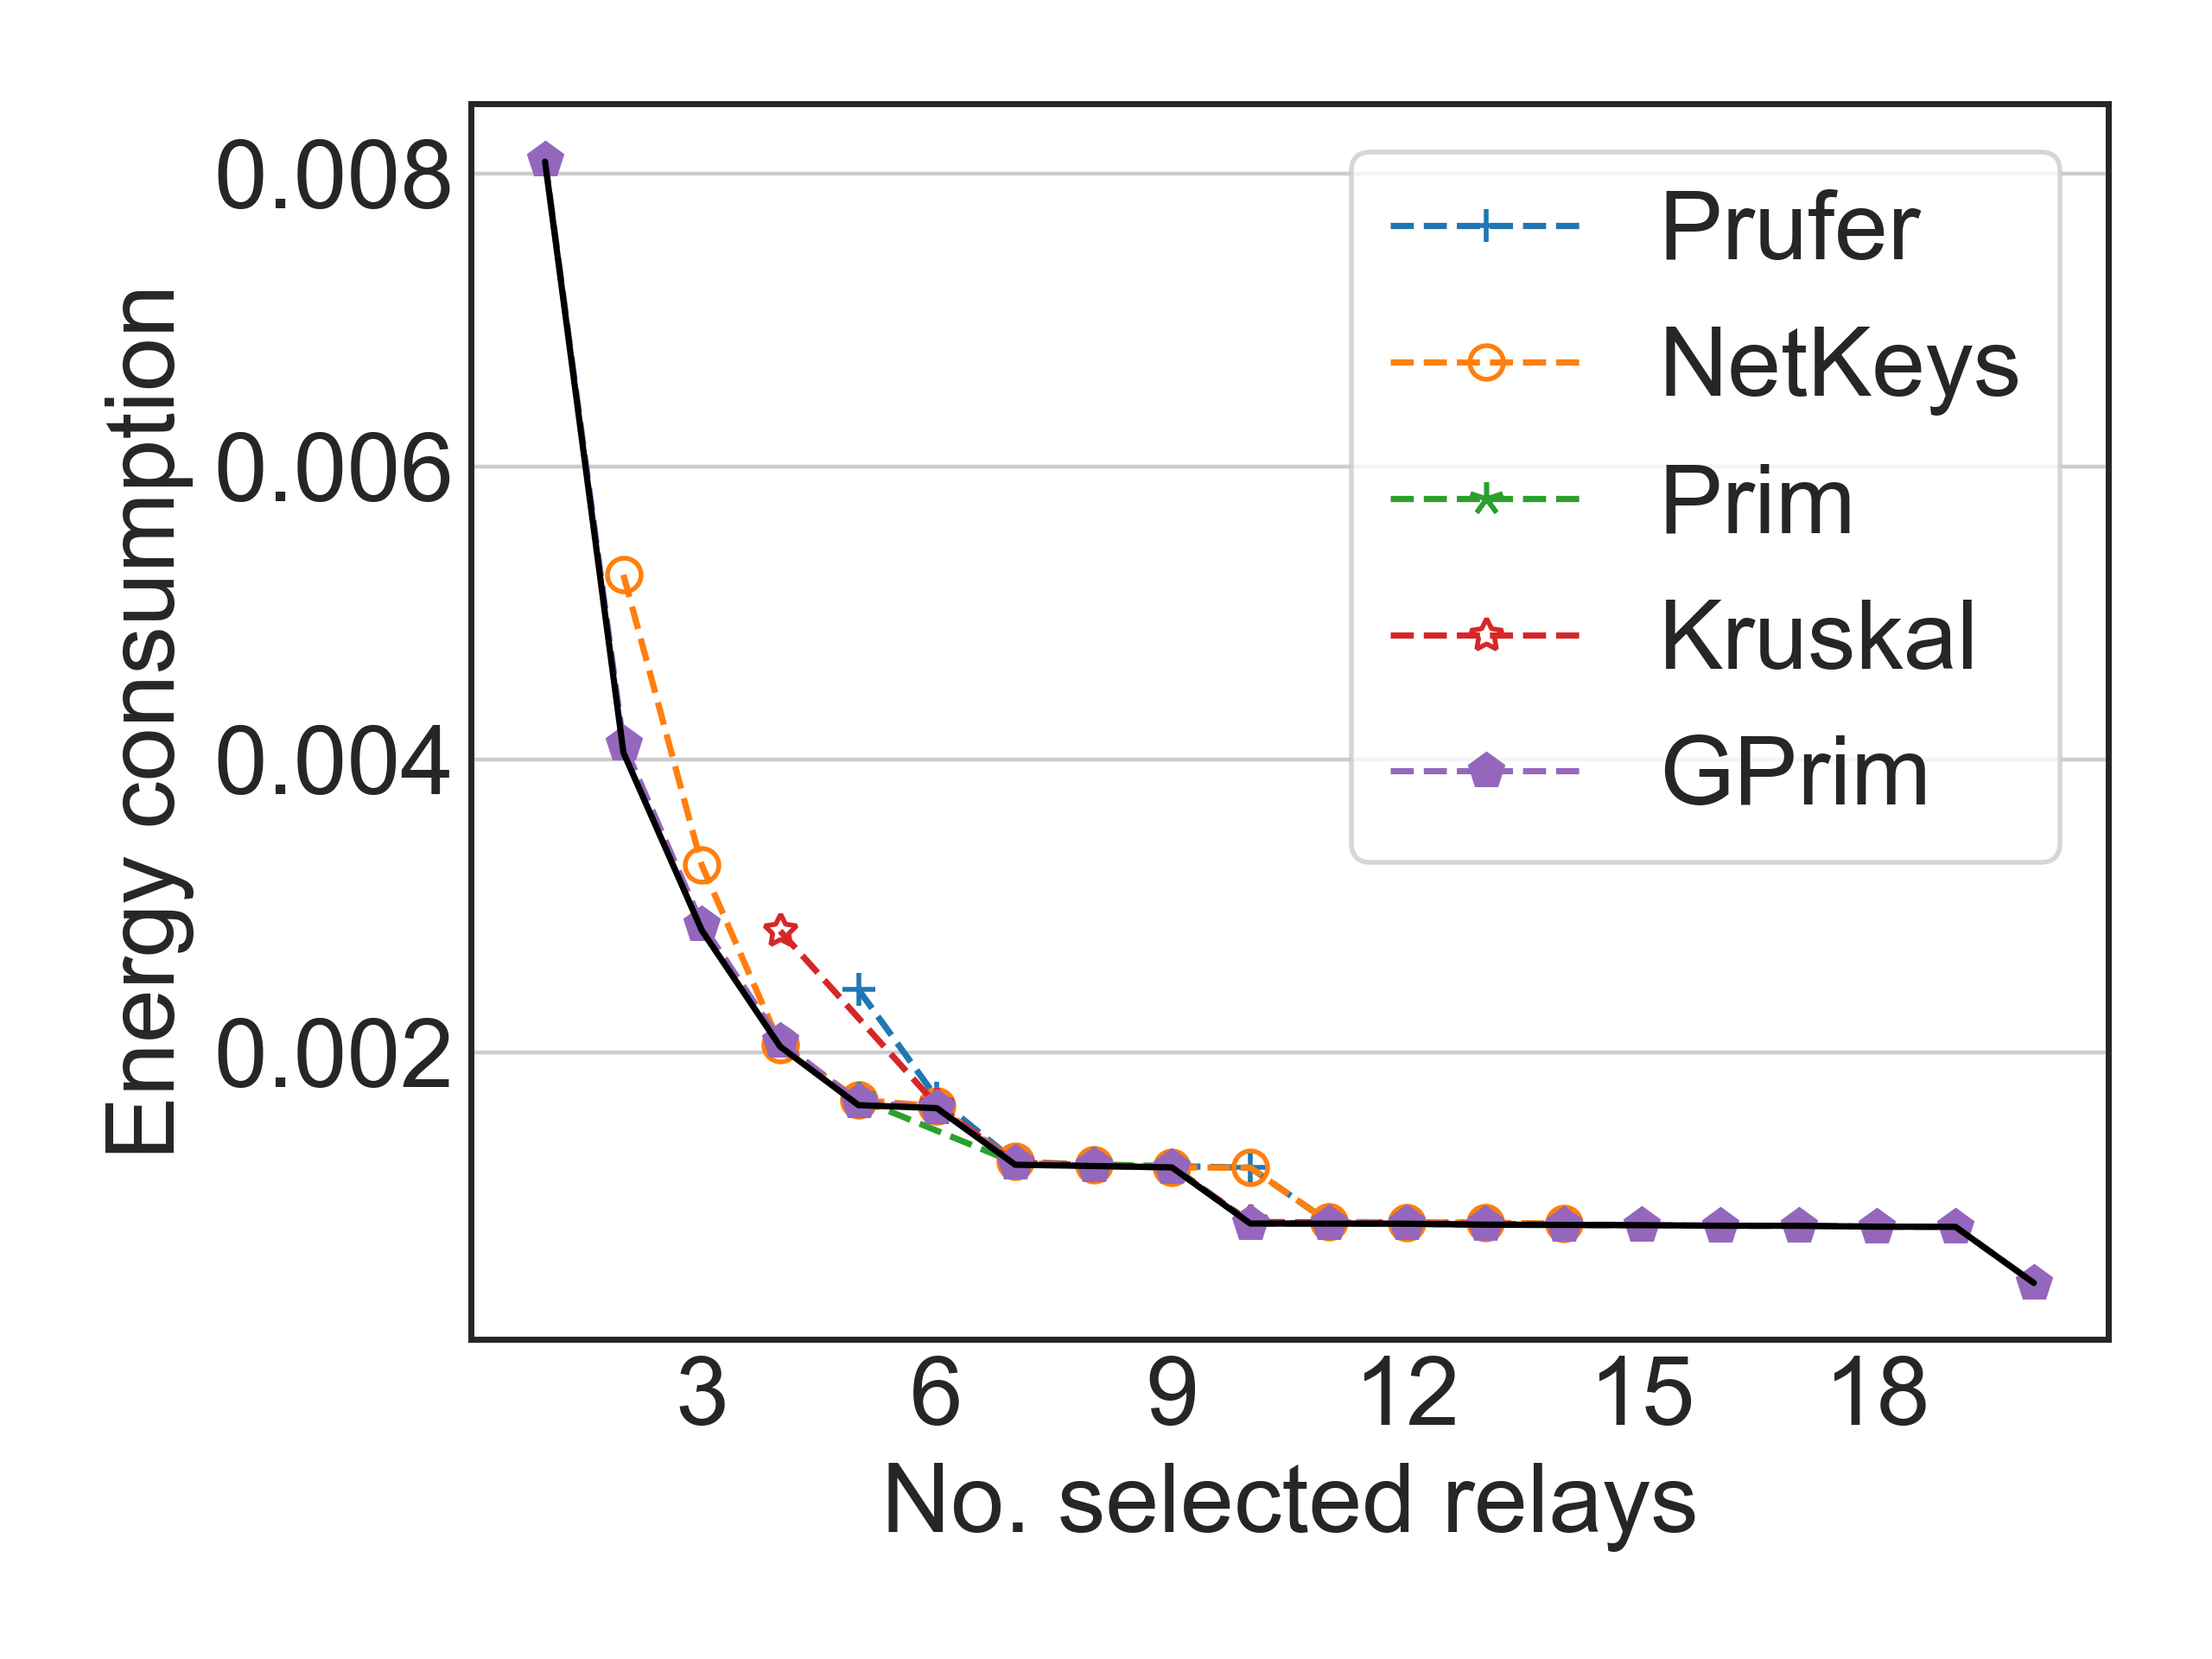 Energy consumption
0.008
0.006
0.004
0.002
Prufer
NetKeys
Prim
Kruskal
GPrim
3 6 9 12 15 18
No. selected relays